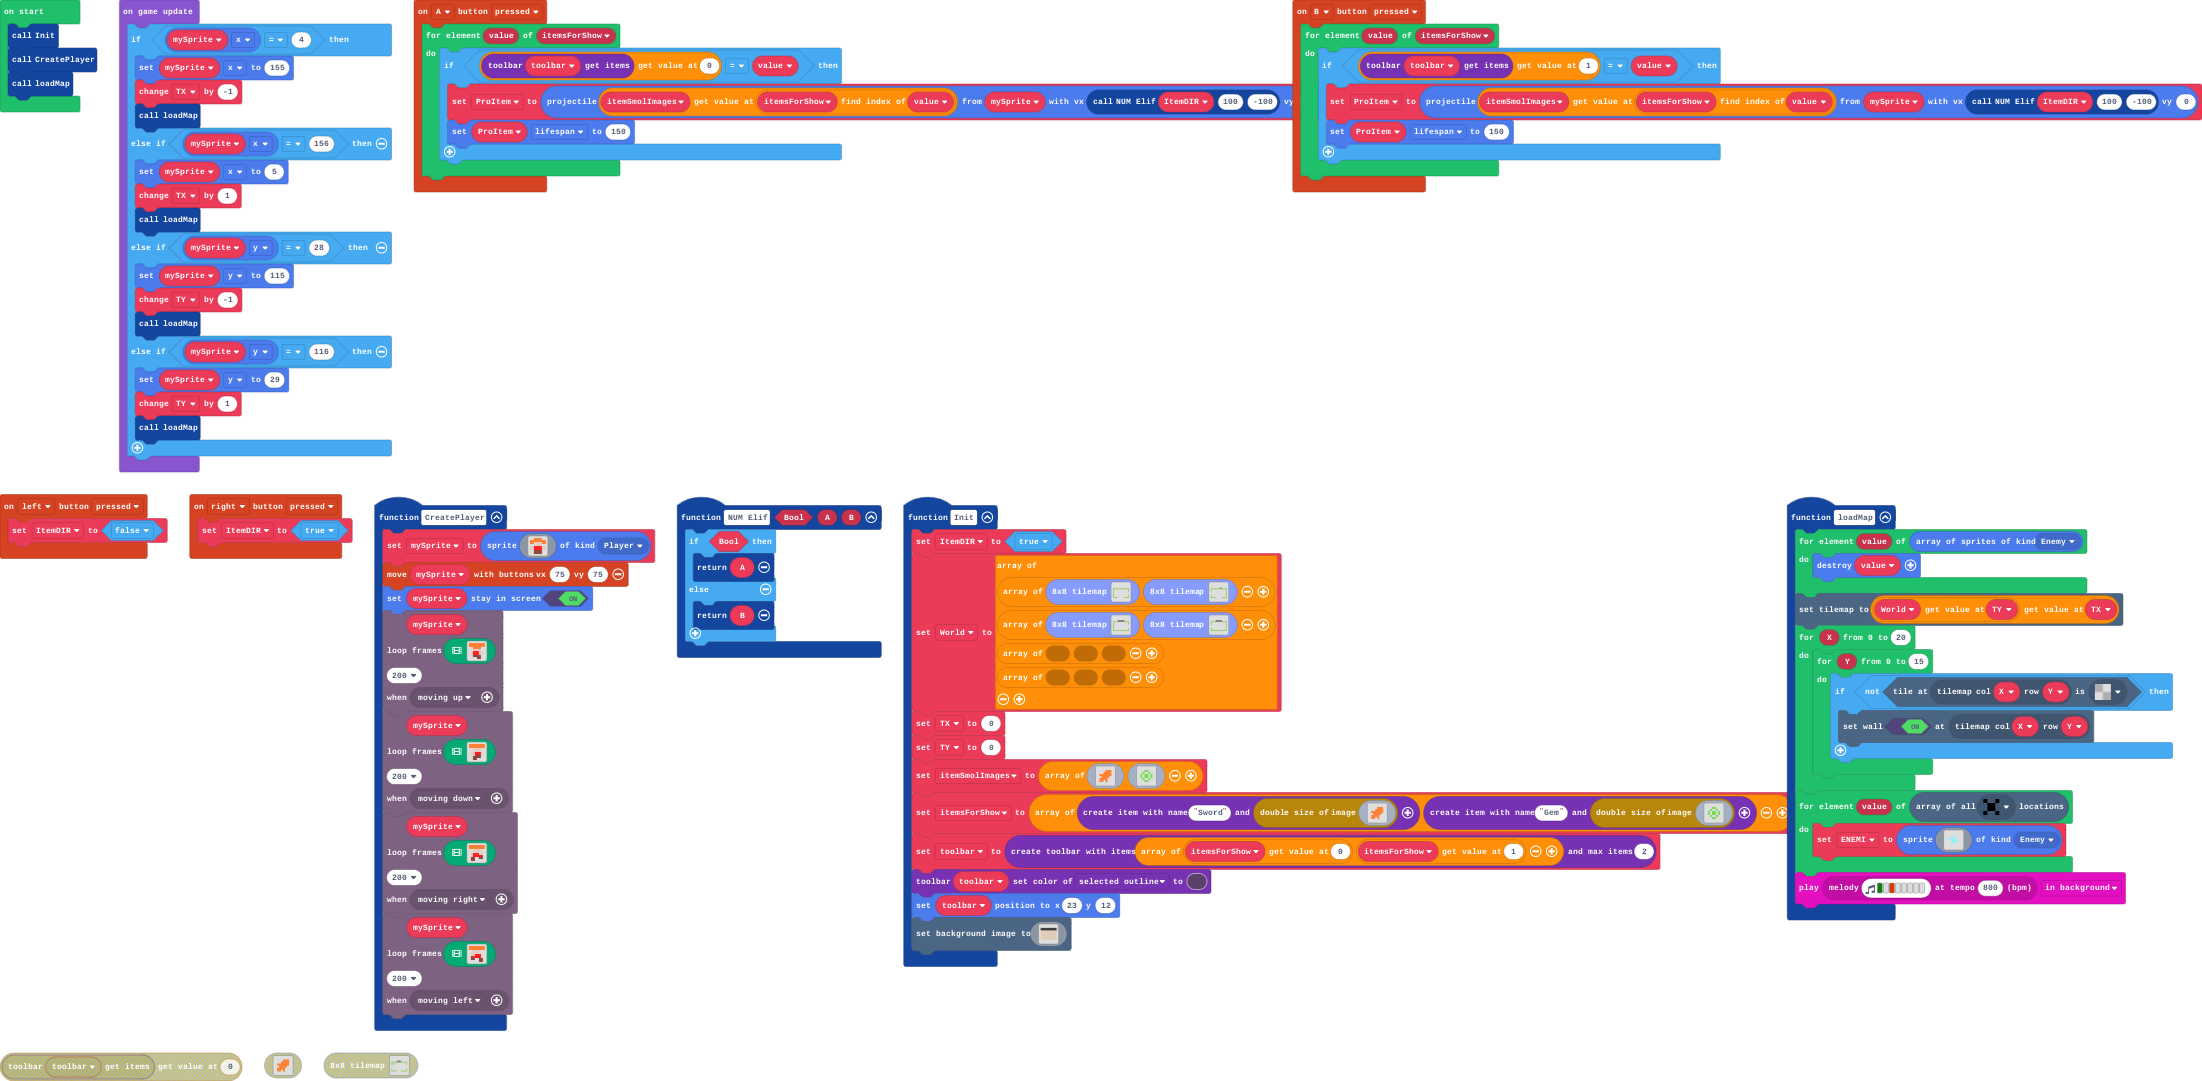 on start
call Init
call CreatePlayer
call loadMap
on game update
if mySprite x = 4 then
set mySprite x to 155
change TX by -1
call loadMap
else if mySprite x = 156 then
set mySprite x to 5
change TX by 1
call loadMap
else if mySprite y = 28 then
set mySprite y to 115
change TY by -1
call loadMap
else if mySprite y = 116 then
set mySprite y to 29
change TY by 1
call loadMap
on A button pressed
for element value of itemsForShow
do
if toolbar toolbar get items get value at 0 = value then
set ProItem to projectile itemSmolImages get value at itemsForShow find index of value from mySprite with vx call NUM Elif ItemDIR 100 -100 vy
set ProItem lifespan to 150
on B button pressed
for element value of itemsForShow
do
if toolbar toolbar get items get value at 1 = value then
set ProItem to projectile itemSmolImages get value at itemsForShow find index of value from mySprite with vx call NUM Elif ItemDIR 100 -100 vy 0
set ProItem lifespan to 150
on left button pressed
set ItemDIR to false
on right button pressed
set ItemDIR to true
function CreatePlayer
set mySprite to sprite of kind Player
move mySprite with buttons vx 75 vy 75
set mySprite stay in screen ON
mySprite
loop frames
200
when moving up
mySprite
loop frames
200
when moving down
mySprite
loop frames
200
when moving right
mySprite
loop frames
200
when moving left
function NUM Elif Bool A B
if Bool then
return A
else
return B
function Init
set ItemDIR to true
set World to
array of
array of 8x8 tilemap 8x8 tilemap
array of 8x8 tilemap 8x8 tilemap
array of
array of
set TX to 0
set TY to 0
set itemSmolImages to array of
set itemsForShow to array of create item with name "Sword" and double size of image create item with name "Gem" and double size of image
set toolbar to create toolbar with items array of itemsForShow get value at 0 itemsForShow get value at 1 and max items 2
toolbar toolbar set color of selected outline to
set toolbar position to x 23 y 12
set background image to
function loadMap
for element value of array of sprites of kind Enemy
do
destroy value
set tilemap to World get value at TY get value at TX
for X from 0 to 20
do
for Y from 0 to 15
do
if not tile at tilemap col X row Y is then
set wall ON at tilemap col X row Y
for element value of array of all locations
do
set ENEMI to sprite of kind Enemy
play melody at tempo 800 (bpm) in background
toolbar toolbar get items get value at 0
8x8 tilemap